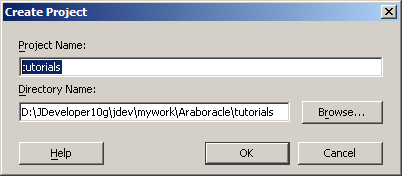 Create Project
Project Name:
tutorials
Directory Name:
D:\JDeveloper10g\jdev\mywork\Araboracle\tutorials
Browse...
Help
OK
Cancel